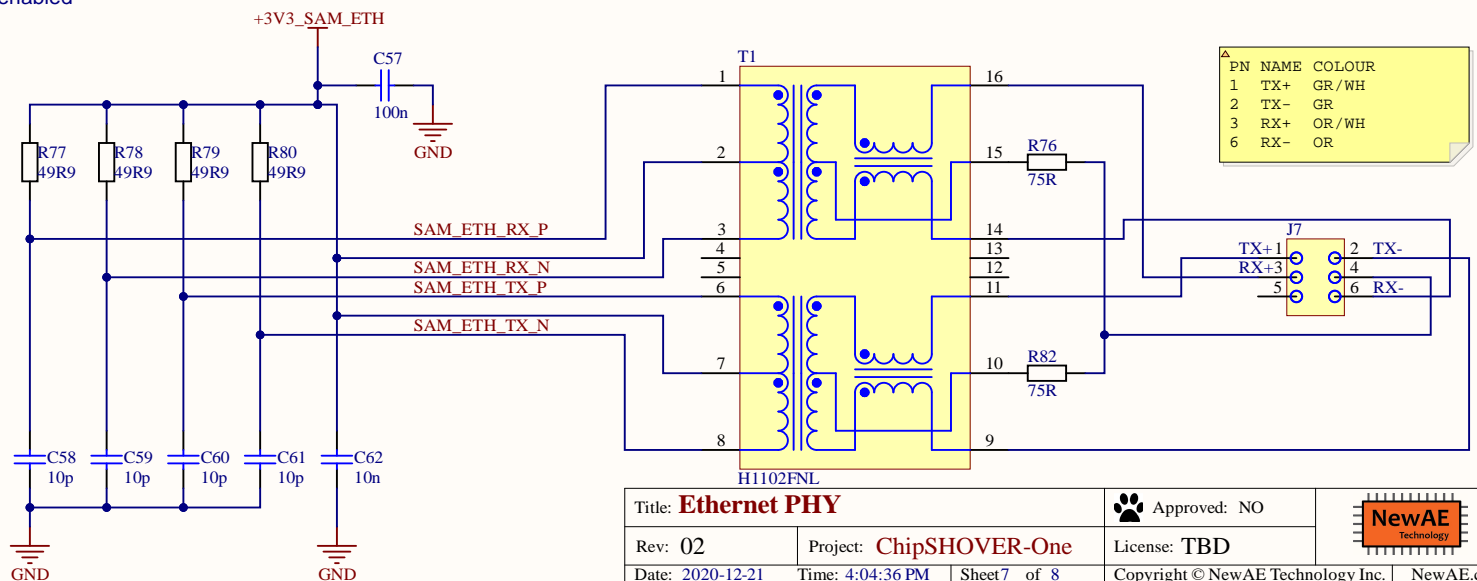 enabled
+3V3_SAM_ETH
C57
100n
GND
R77
49R9
R78
49R9
R79
49R9
R80
49R9
SAM_ETH_RX_P
SAM_ETH_RX_N
SAM_ETH_TX_P
SAM_ETH_TX_N
C58
10p
C59
10p
C60
10p
C61
10p
C62
10n
GND
GND
T1
1
2
3
4
5
6
7
8
16
15
14
13
12
11
10
9
H1102FNL
R76
75R
R82
75R
PN NAME COLOUR
1 TX+ GR/WH
2 TX- GR
3 RX+ OR/WH
6 RX- OR
J7
TX+ 1 2 TX-
RX+ 3 4
5 6 RX-
Title: Ethernet PHY
Approved: NO
Rev: 02 Project: ChipSHOVER-One License: TBD
Date: 2020-12-21 Time: 4:04:36 PM Sheet 7 of 8 Copyright © NewAE Technology Inc. NewAE.c
NewAE
Technology